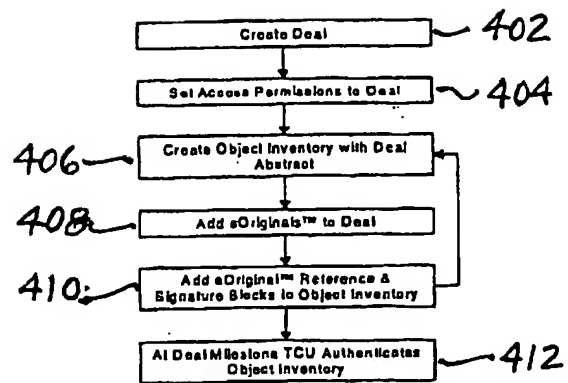 Create Deal
402
Set Access Permissions to Deal
404
406
Create Object Inventory with Deal
Abstract
408
Add eOriginals™ to Deal
410
Add eOriginal™ Reference &
Signature Blocks to Object Inventory
At Deal Milestone TCU Authenticates
Object Inventory
412